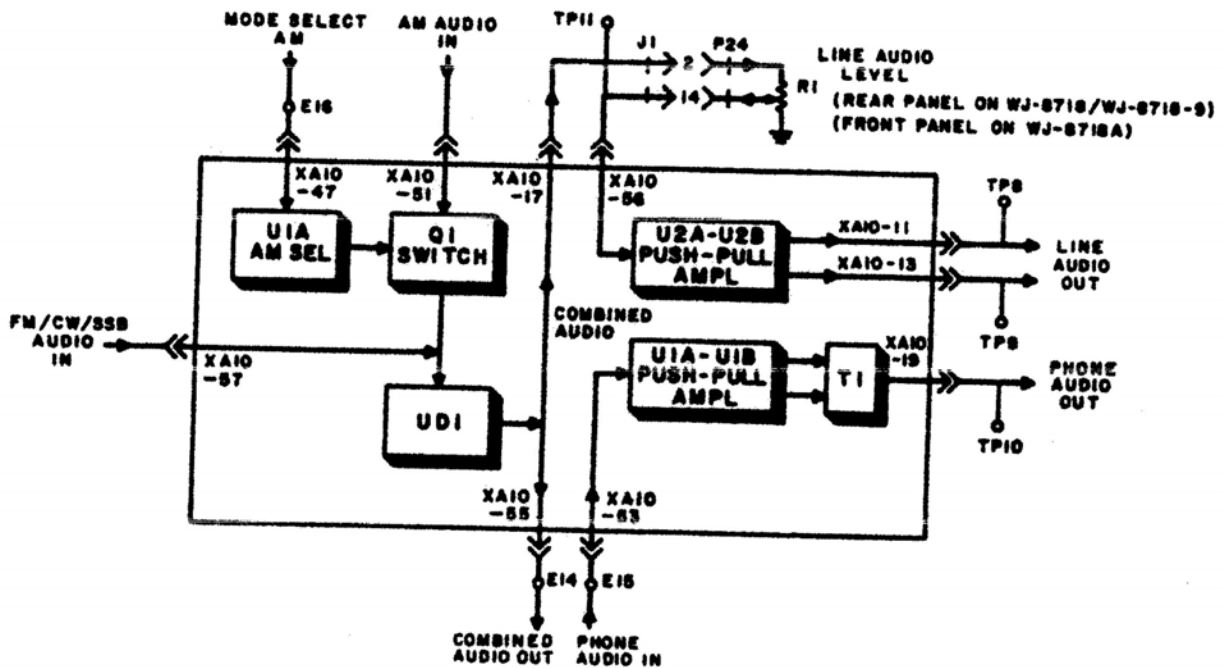 MODE SELECT
AM
AM AUDIO
IN
TP11
J1
2
P24
14
R1
LINE AUDIO
LEVEL
(REAR PANEL ON WJ-8718/WJ-8718-9)
(FRONT PANEL ON WJ-8718A)
E16
XA10
-47
XA10
-51
XA10
-17
XA10
-56
U1A
AM SEL
Q1
SWITCH
U2A-U2B
PUSH-PULL
AMPL
XA10-11
XA10-13
TP8
LINE
AUDIO
OUT
TP9
FM/CW/SSB
AUDIO
IN
XA10
-57
COMBINED
AUDIO
U1A-U1B
PUSH-PULL
AMPL
T1
XA10
-19
PHONE
AUDIO
OUT
TP10
UD1
XA10
-55
XA10
-53
E14
E15
COMBINED
AUDIO OUT
PHONE
AUDIO IN